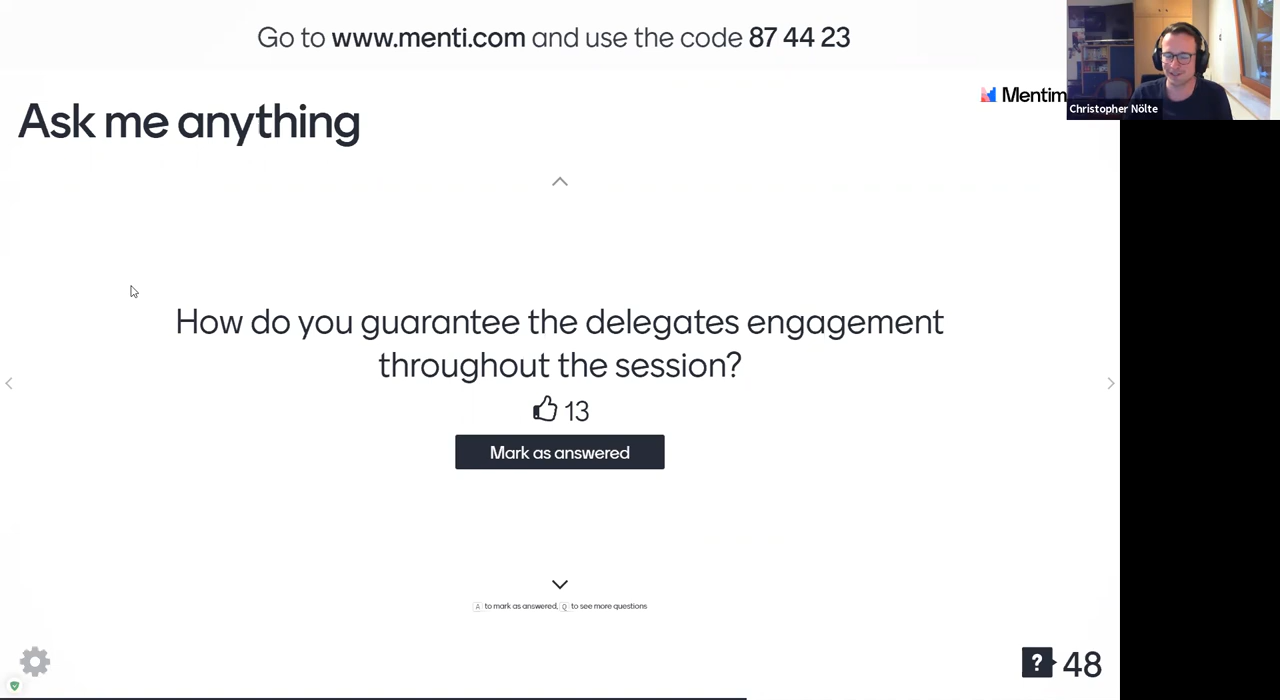 Go to www.menti.com and use the code 87 44 23
Mentim
Christopher Nölte
Ask me anything
How do you guarantee the delegates engagement
throughout the session?
13
Mark as answered
A to mark as answered, Q to see more questions
? 48